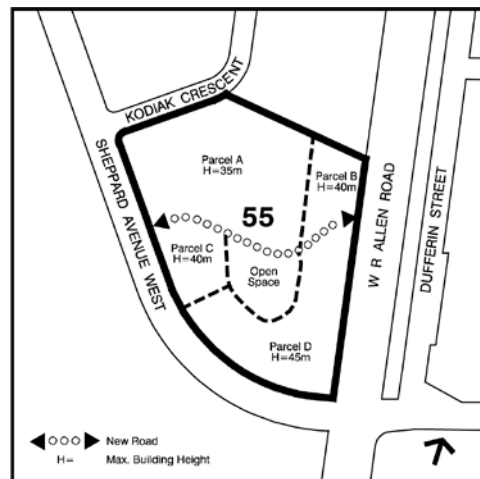 KODIAK CRESCENT
SHEPPARD AVENUE WEST
Parcel A
H=35m
Parcel B
H=40m
W R ALLEN ROAD
DUFFERIN STREET
55
Parcel C
H=40m
Open
Space
Parcel D
H=45m
New Road
H= Max. Building Height